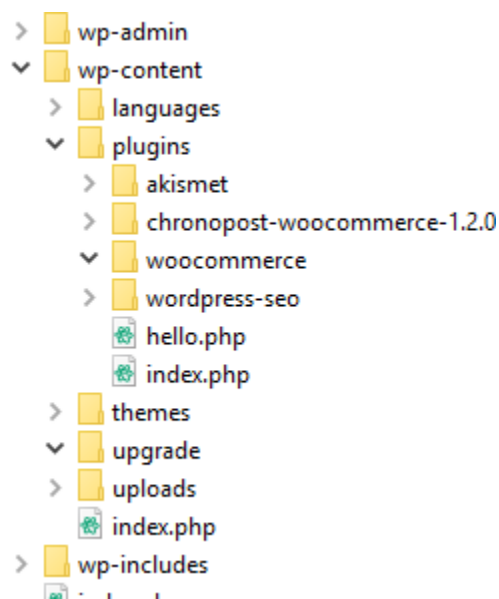 wp-admin
wp-content
languages
plugins
akismet
chronopost-woocommerce-1.2.0
woocommerce
wordpress-seo
hello.php
index.php
themes
upgrade
uploads
index.php
wp-includes